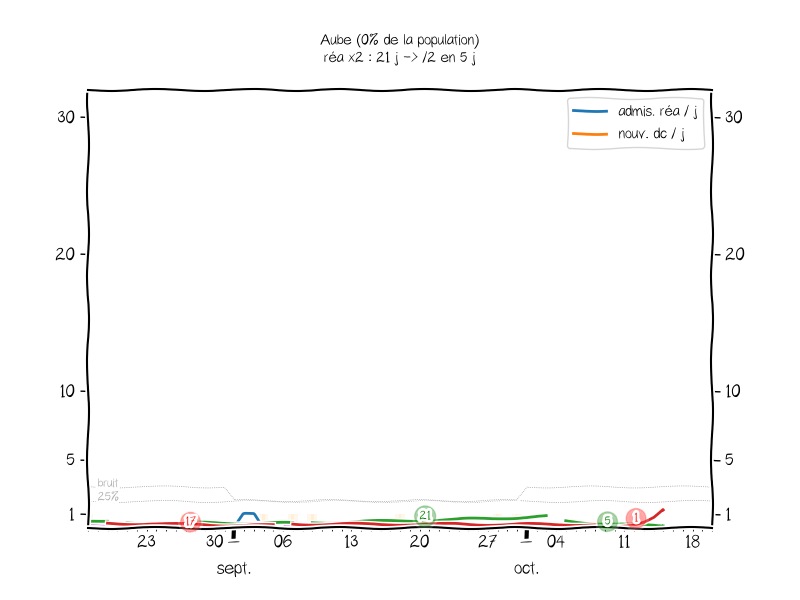 Aube (0% de la population)
réa x2 : 21 j -> /2 en 5 j
admis. réa / j
nouv. dc / j
30 30
20 20
10 10
5 5
bruit
25%
1 17 21 5 1 1
23 30 06 13 20 27 04 11 18
sept. oct.